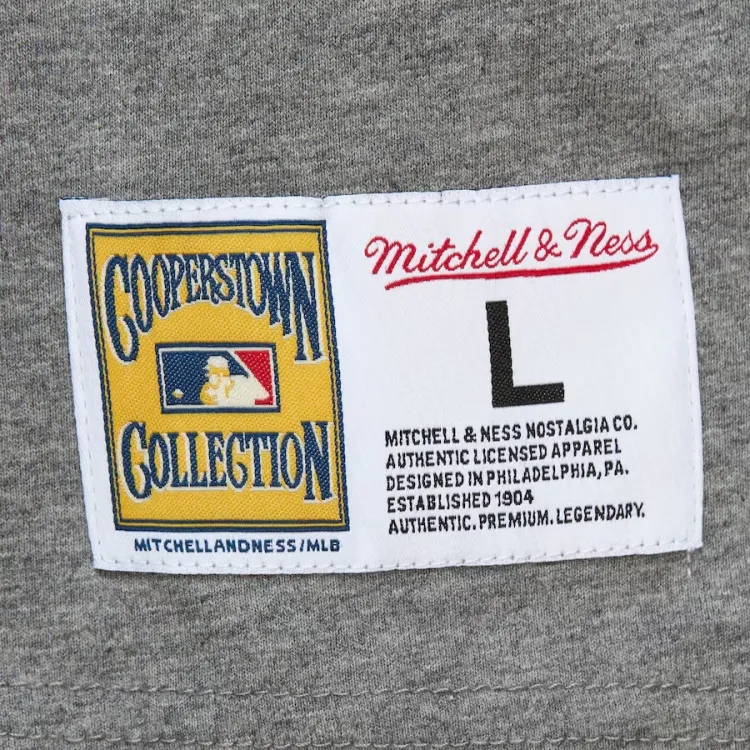 COOPERSTOWN
COLLECTION
MITCHELLANDNESS/MLB
Mitchell & Ness
L
MITCHELL & NESS NOSTALGIA CO.
AUTHENTIC LICENSED APPAREL
DESIGNED IN PHILADELPHIA, PA.
ESTABLISHED 1904
AUTHENTIC. PREMIUM. LEGENDARY.